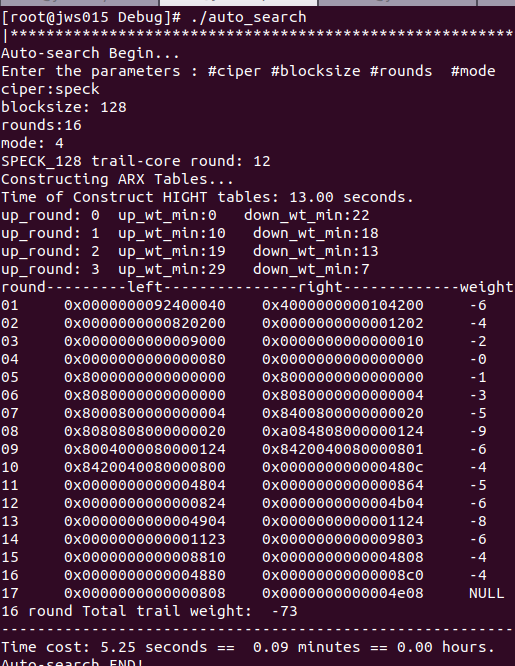 [root@jws015 Debug]# ./auto_search
|********************************************************
Auto-search Begin...
Enter the parameters : #ciper #blocksize #rounds  #mode
ciper:speck
blocksize: 128
rounds:16
mode: 4
SPECK_128 trail-core round: 12
Constructing ARX Tables...
Time of Construct HIGHT tables: 13.00 seconds.
up_round: 0  up_wt_min:0   down_wt_min:22
up_round: 1  up_wt_min:10   down_wt_min:18
up_round: 2  up_wt_min:19   down_wt_min:13
up_round: 3  up_wt_min:29   down_wt_min:7
round---------left---------------right-------------weight
01     0x0000000092400040    0x4000000000104200     -6
02     0x0000000000820200    0x0000000000001202     -4
03     0x0000000000009000    0x0000000000000010     -2
04     0x0000000000000080    0x0000000000000000     -0
05     0x8000000000000000    0x8000000000000000     -1
06     0x8080000000000000    0x8080000000000004     -3
07     0x8000800000000004    0x8400800000000020     -5
08     0x8080808000000020    0xa084808000000124     -9
09     0x8004000080000124    0x8420040080000801     -6
10     0x8420040080000800    0x000000000000480c     -4
11     0x0000000000004804    0x0000000000000864     -5
12     0x0000000000000824    0x0000000000004b04     -6
13     0x0000000000004904    0x0000000000001124     -8
14     0x0000000000001123    0x0000000000009803     -6
15     0x0000000000008810    0x0000000000004808     -4
16     0x0000000000004880    0x00000000000008c0     -4
17     0x0000000000000808    0x0000000000004e08     NULL
16 round Total trail weight:  -73
---------------------------------------------------------
Time cost: 5.25 seconds ==  0.09 minutes == 0.00 hours.
Auto-search END!